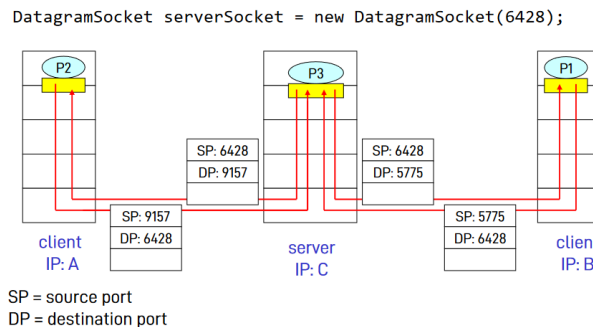 DatagramSocket serverSocket = new DatagramSocket(6428);
P2
P3
P1
SP: 6428
DP: 9157
SP: 6428
DP: 5775
SP: 9157
DP: 6428
SP: 5775
DP: 6428
client
IP: A
server
IP: C
clien
IP: B
SP = source port
DP = destination port